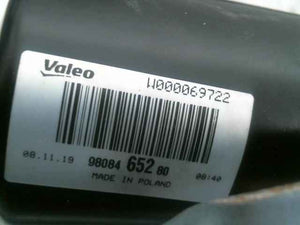 Valeo W000069722
08.11.19 98084 652 80 08:40
MADE IN POLAND